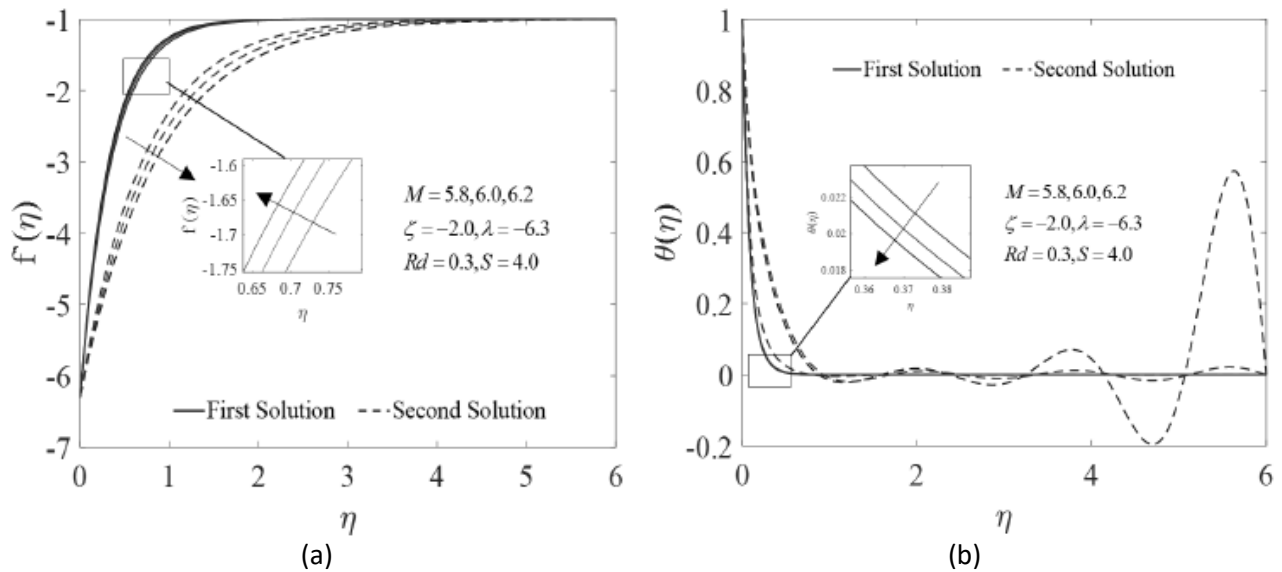 -1
-2
-3
-4
-5
-6
-7
f'(η)
0
1
2
3
4
5
6
η
-1.6
-1.65
-1.7
-1.75
f'(η)
0.65
0.7
0.75
η
M = 5.8,6.0,6.2
ζ = −2.0, λ = −6.3
Rd = 0.3, S = 4.0
First Solution
Second Solution
(a)
1
0.8
0.6
0.4
0.2
0
-0.2
θ(η)
0
2
4
6
η
First Solution
Second Solution
0.022
0.02
0.018
θ(η)
0.36
0.37
0.38
η
M = 5.8,6.0,6.2
ζ = −2.0, λ = −6.3
Rd = 0.3, S = 4.0
(b)